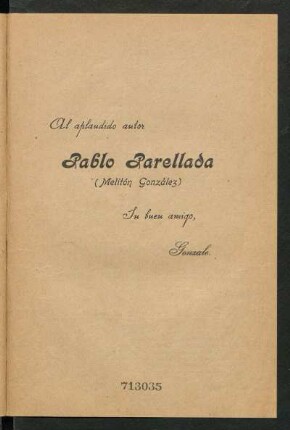 Al aplaudido autor
Pablo Parellada
(Melitón González)
Su buen amigo,
Gonzalo.
713035